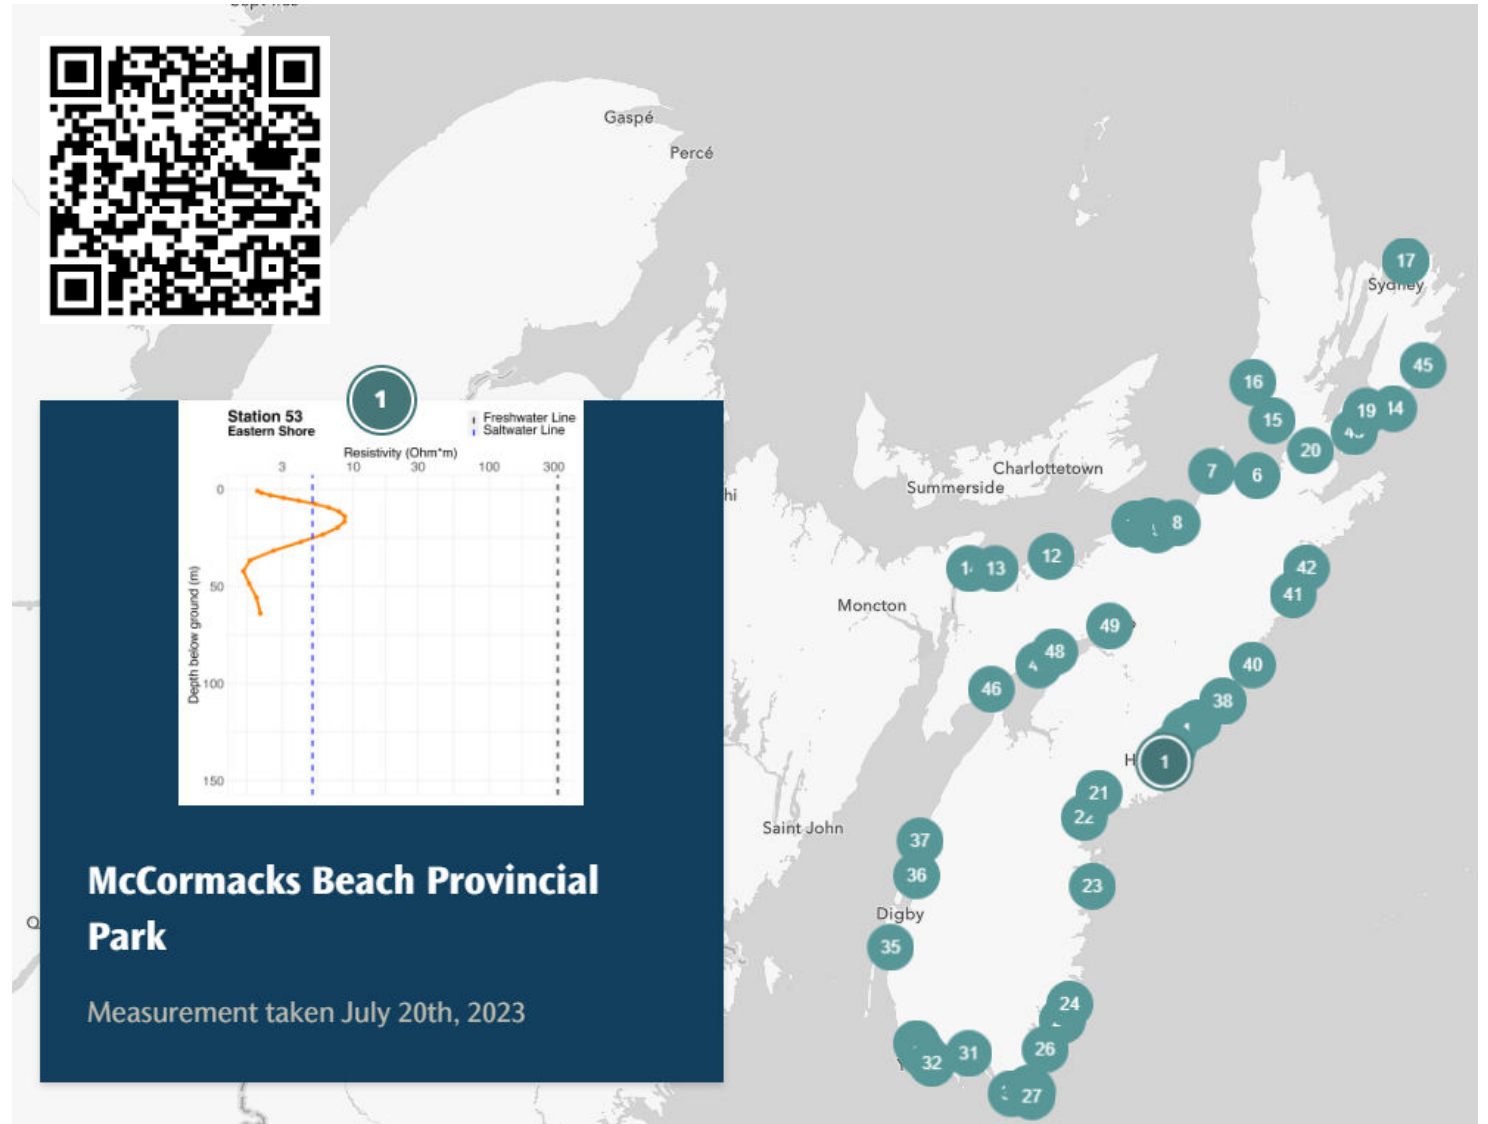 Gaspé
Percé
17
Sydney
45
16
19
15
20
7
6
Charlottetown
Summerside
8
12
13
42
41
Moncton
49
48
40
46
38
1
21
Saint John
37
36
23
Digby
35
24
26
31
32
27
1
Station 53
Eastern Shore
Freshwater Line
Saltwater Line
Resistivity (Ohm*m)
3 10 30 100 300
Depth below ground (m)
0
50
100
150
McCormacks Beach Provincial
Park
Measurement taken July 20th, 2023